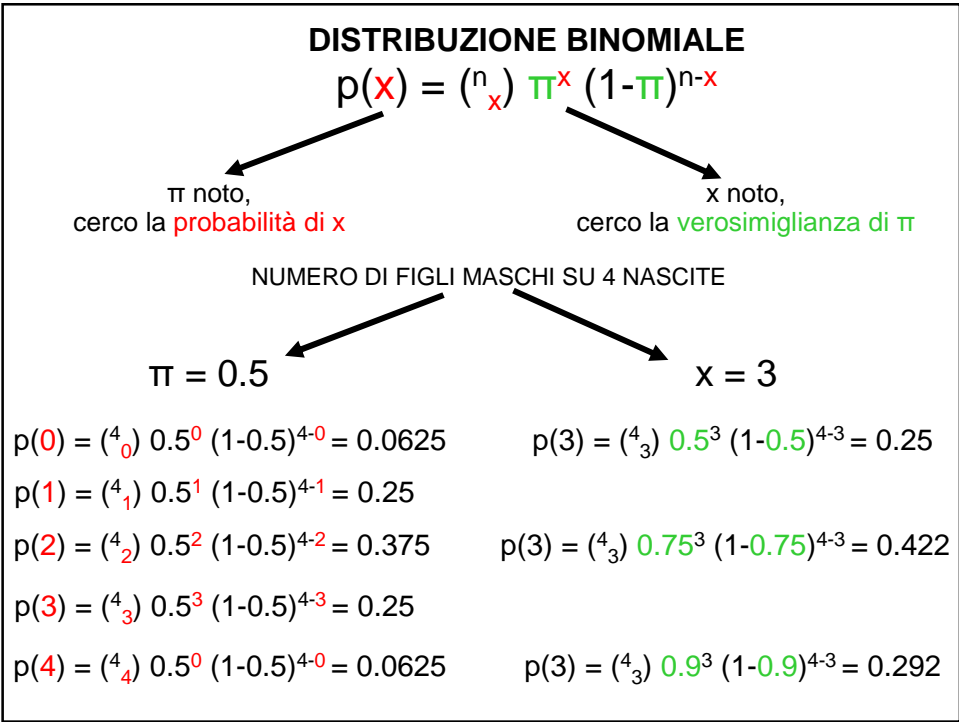 DISTRIBUZIONE BINOMIALE
p(x) = (ⁿₓ) πˣ (1-π)ⁿ⁻ˣ
π noto,
cerco la probabilità di x
x noto,
cerco la verosimiglianza di π
NUMERO DI FIGLI MASCHI SU 4 NASCITE
π = 0.5
x = 3
p(0) = (⁴₀) 0.5⁰ (1-0.5)⁴⁻⁰ = 0.0625
p(3) = (⁴₃) 0.5³ (1-0.5)⁴⁻³ = 0.25
p(1) = (⁴₁) 0.5¹ (1-0.5)⁴⁻¹ = 0.25
p(2) = (⁴₂) 0.5² (1-0.5)⁴⁻² = 0.375
p(3) = (⁴₃) 0.75³ (1-0.75)⁴⁻³ = 0.422
p(3) = (⁴₃) 0.5³ (1-0.5)⁴⁻³ = 0.25
p(4) = (⁴₄) 0.5⁰ (1-0.5)⁴⁻⁰ = 0.0625
p(3) = (⁴₃) 0.9³ (1-0.9)⁴⁻³ = 0.292